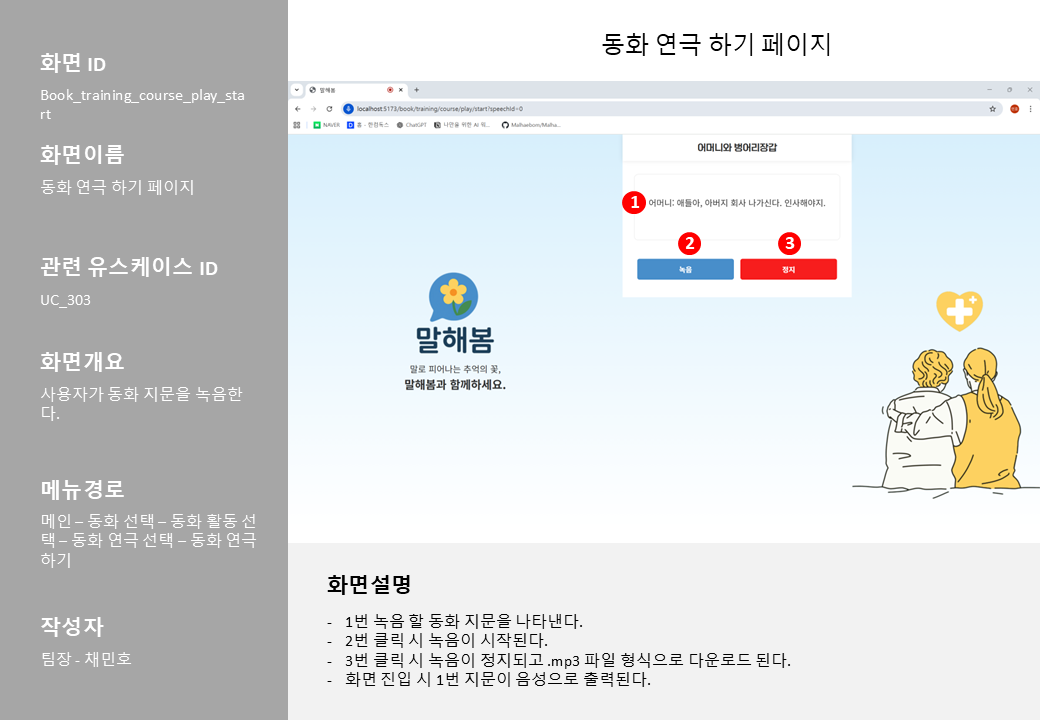 화면 ID
Book_training_course_play_sta
rt
화면이름
동화 연극 하기 페이지
관련 유스케이스 ID
UC_303
화면개요
사용자가 동화 지문을 녹음한
다.
메뉴경로
메인 – 동화 선택 – 동화 활동 선
택 – 동화 연극 선택 – 동화 연극
하기
작성자
팀장 - 채민호
동화 연극 하기 페이지
말해봄
localhost:5173/book/training/course/play/start?speechId=0
NAVER
홈 - 한컴독스
ChatGPT
나만을 위한 AI 워...
Malhaebom/Malha...
어머니와 벙어리장갑
1 어머니: 얘들아, 아버지 회사 나가신다. 인사해야지.
2 3
녹음 정지
말해봄
말로 피어나는 추억의 꽃,
말해봄과 함께하세요.
화면설명
- 1번 녹음 할 동화 지문을 나타낸다.
- 2번 클릭 시 녹음이 시작된다.
- 3번 클릭 시 녹음이 정지되고 .mp3 파일 형식으로 다운로드 된다.
- 화면 진입 시 1번 지문이 음성으로 출력된다.